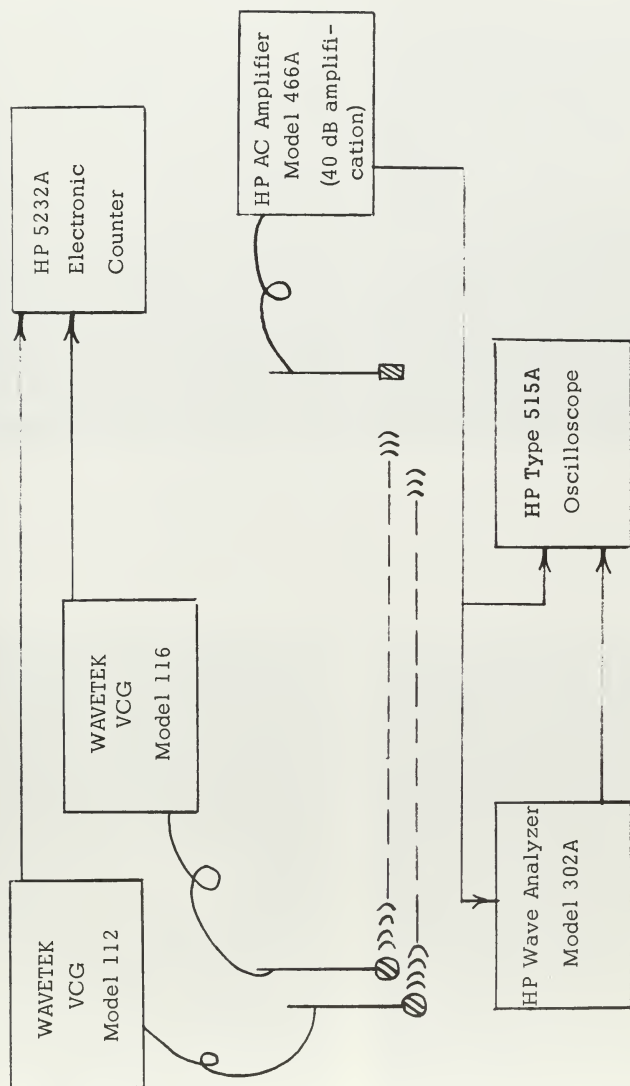 WAVETEK
VCG
Model 112
WAVETEK
VCG
Model 116
HP 5232A
Electronic
Counter
HP AC Amplifier
Model 466A
(40 dB amplifi-
cation)
HP Wave Analyzer
Model 302A
HP Type 515A
Oscilloscope